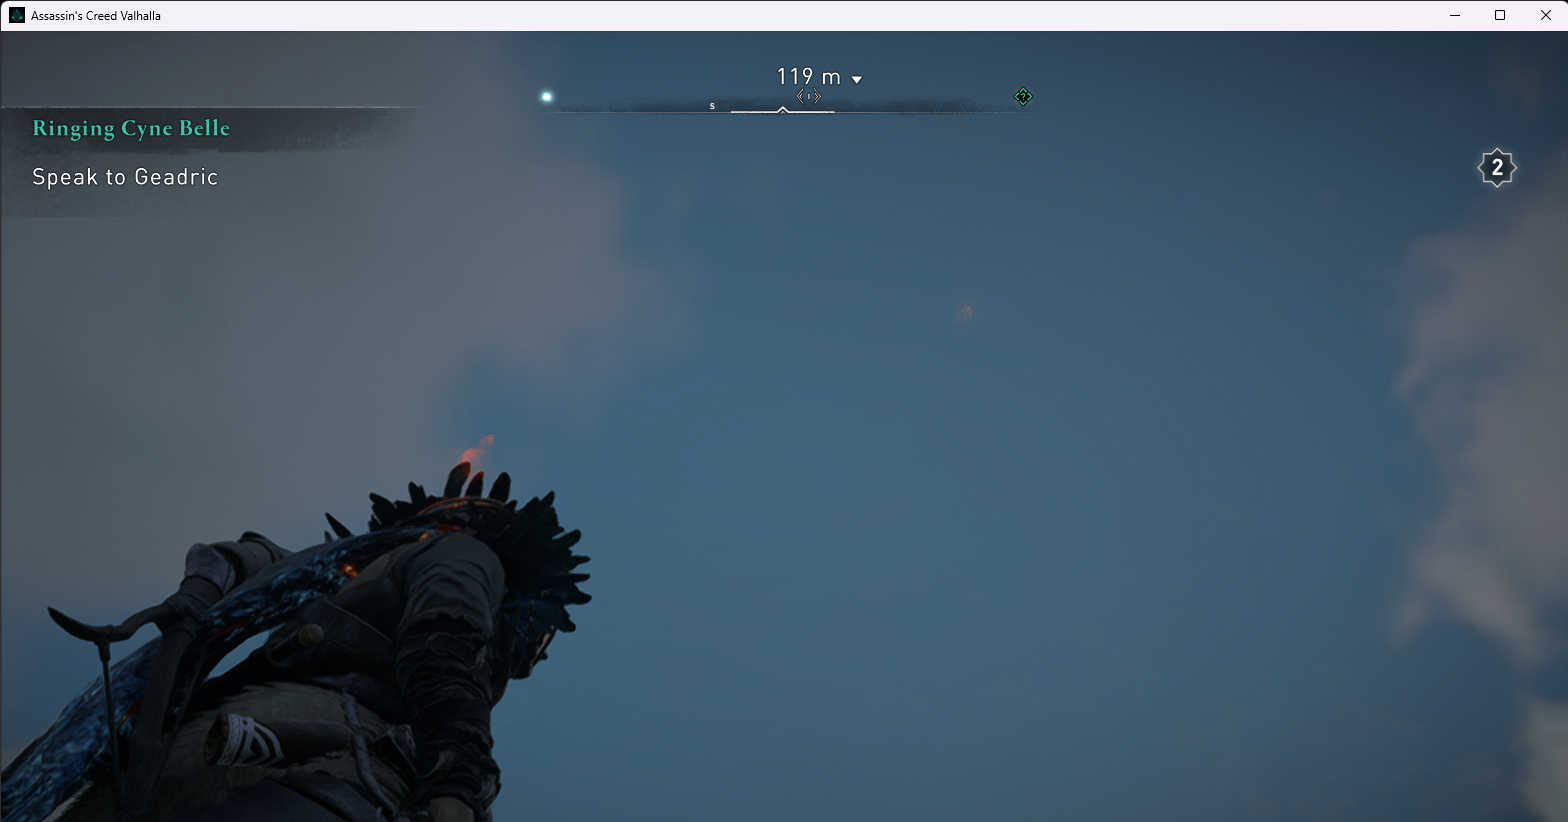 Assassin's Creed Valhalla
119 m
S
Ringing Cyne Belle
Speak to Geadric
2
?